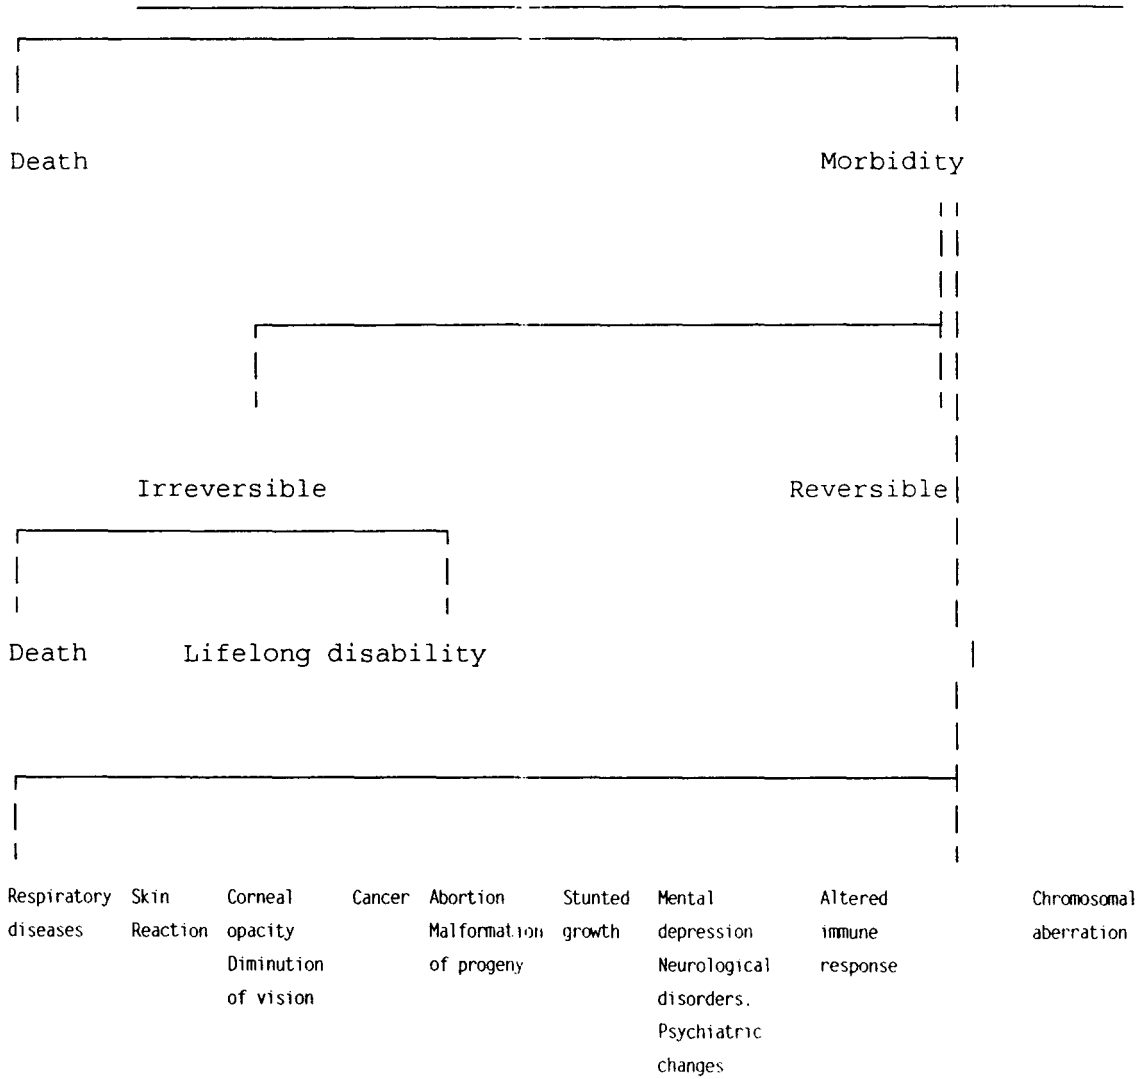 Death Morbidity
Irreversible Reversible
Death Lifelong disability
Respiratory Skin Corneal Cancer Abortion Stunted Mental Altered Chromosomal
diseases Reaction opacity Malformation growth depression immune aberration
Diminution of progeny Neurological response
of vision disorders.
Psychiatric
changes